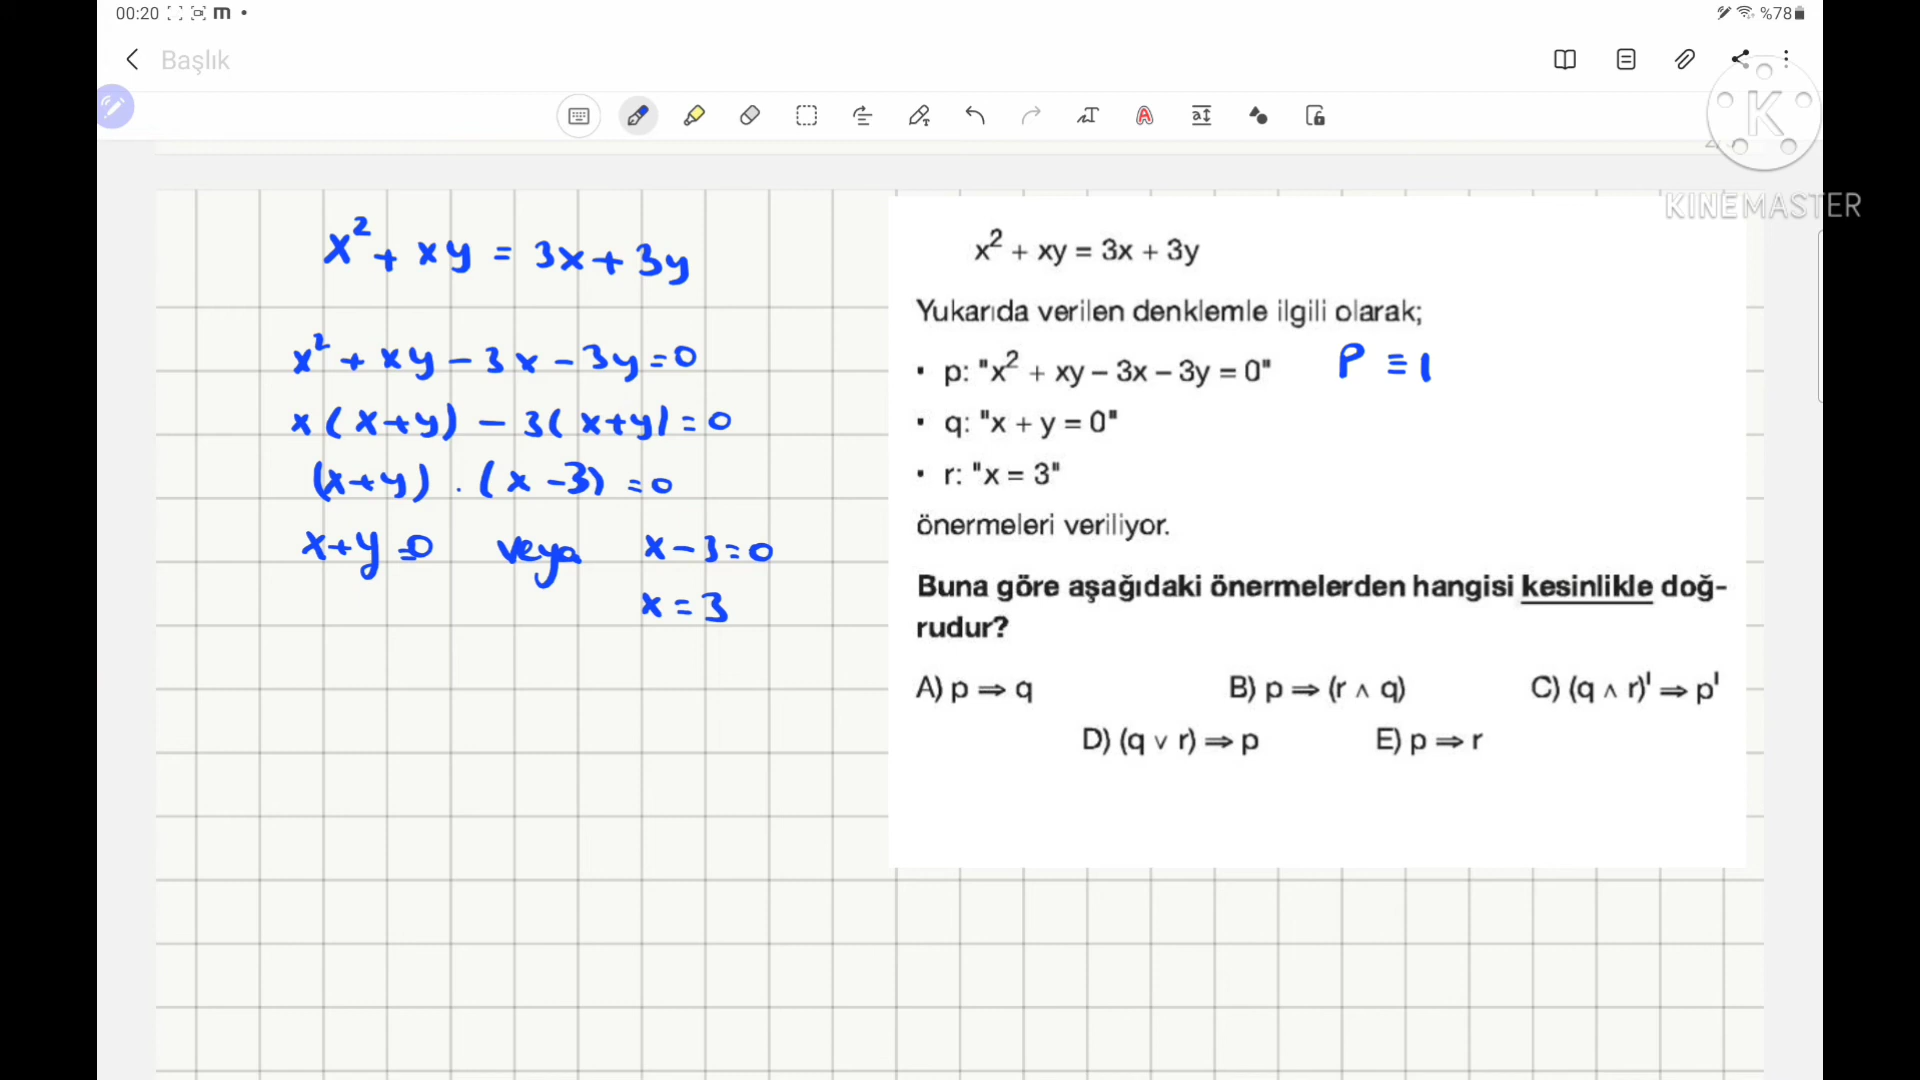 00:20 m •
%78
Başlık
K
KINEMASTER
x² + xy = 3x + 3y
x² + xy − 3x − 3y = 0
x(x+y) − 3(x+y) = 0
(x+y) . (x−3) = 0
x+y=0 veya x−3=0
x = 3
x² + xy = 3x + 3y
Yukarıda verilen denklemle ilgili olarak;
• p: "x² + xy – 3x – 3y = 0" P ≡ 1
• q: "x + y = 0"
• r: "x = 3"
önermeleri veriliyor.
Buna göre aşağıdaki önermelerden hangisi kesinlikle doğ-
rudur?
A) p ⇒ q B) p ⇒ (r ∧ q) C) (q ∧ r)' ⇒ p'
D) (q ∨ r) ⇒ p E) p ⇒ r